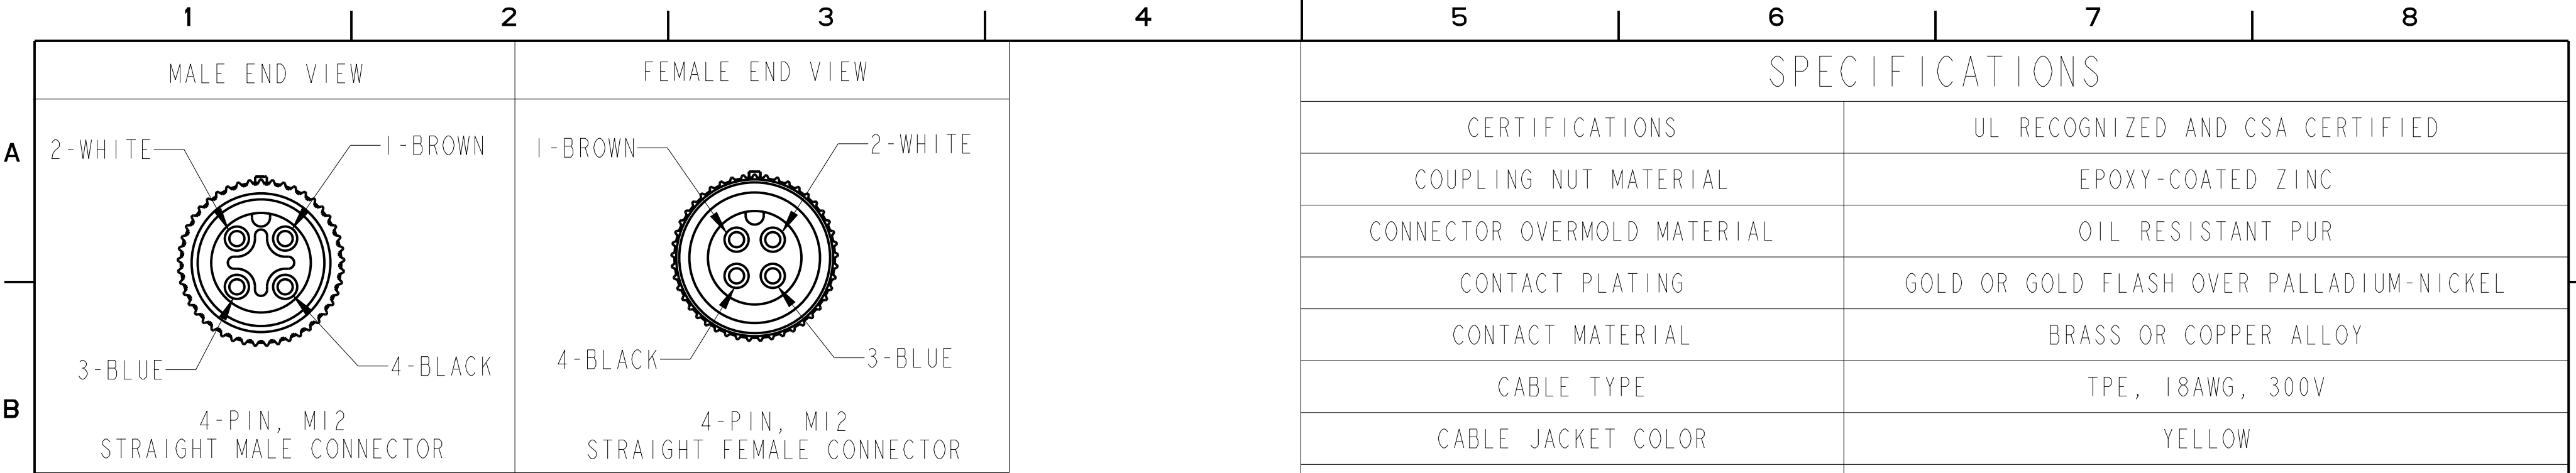 1 2 3 4 5 6 7 8
MALE END VIEW
FEMALE END VIEW
SPECIFICATIONS
A
2-WHITE
1-BROWN
1-BROWN
2-WHITE
3-BLUE
4-BLACK
4-BLACK
3-BLUE
B
4-PIN, M12
STRAIGHT MALE CONNECTOR
4-PIN, M12
STRAIGHT FEMALE CONNECTOR
CERTIFICATIONS UL RECOGNIZED AND CSA CERTIFIED
COUPLING NUT MATERIAL EPOXY-COATED ZINC
CONNECTOR OVERMOLD MATERIAL OIL RESISTANT PUR
CONTACT PLATING GOLD OR GOLD FLASH OVER PALLADIUM-NICKEL
CONTACT MATERIAL BRASS OR COPPER ALLOY
CABLE TYPE TPE, 18AWG, 300V
CABLE JACKET COLOR YELLOW